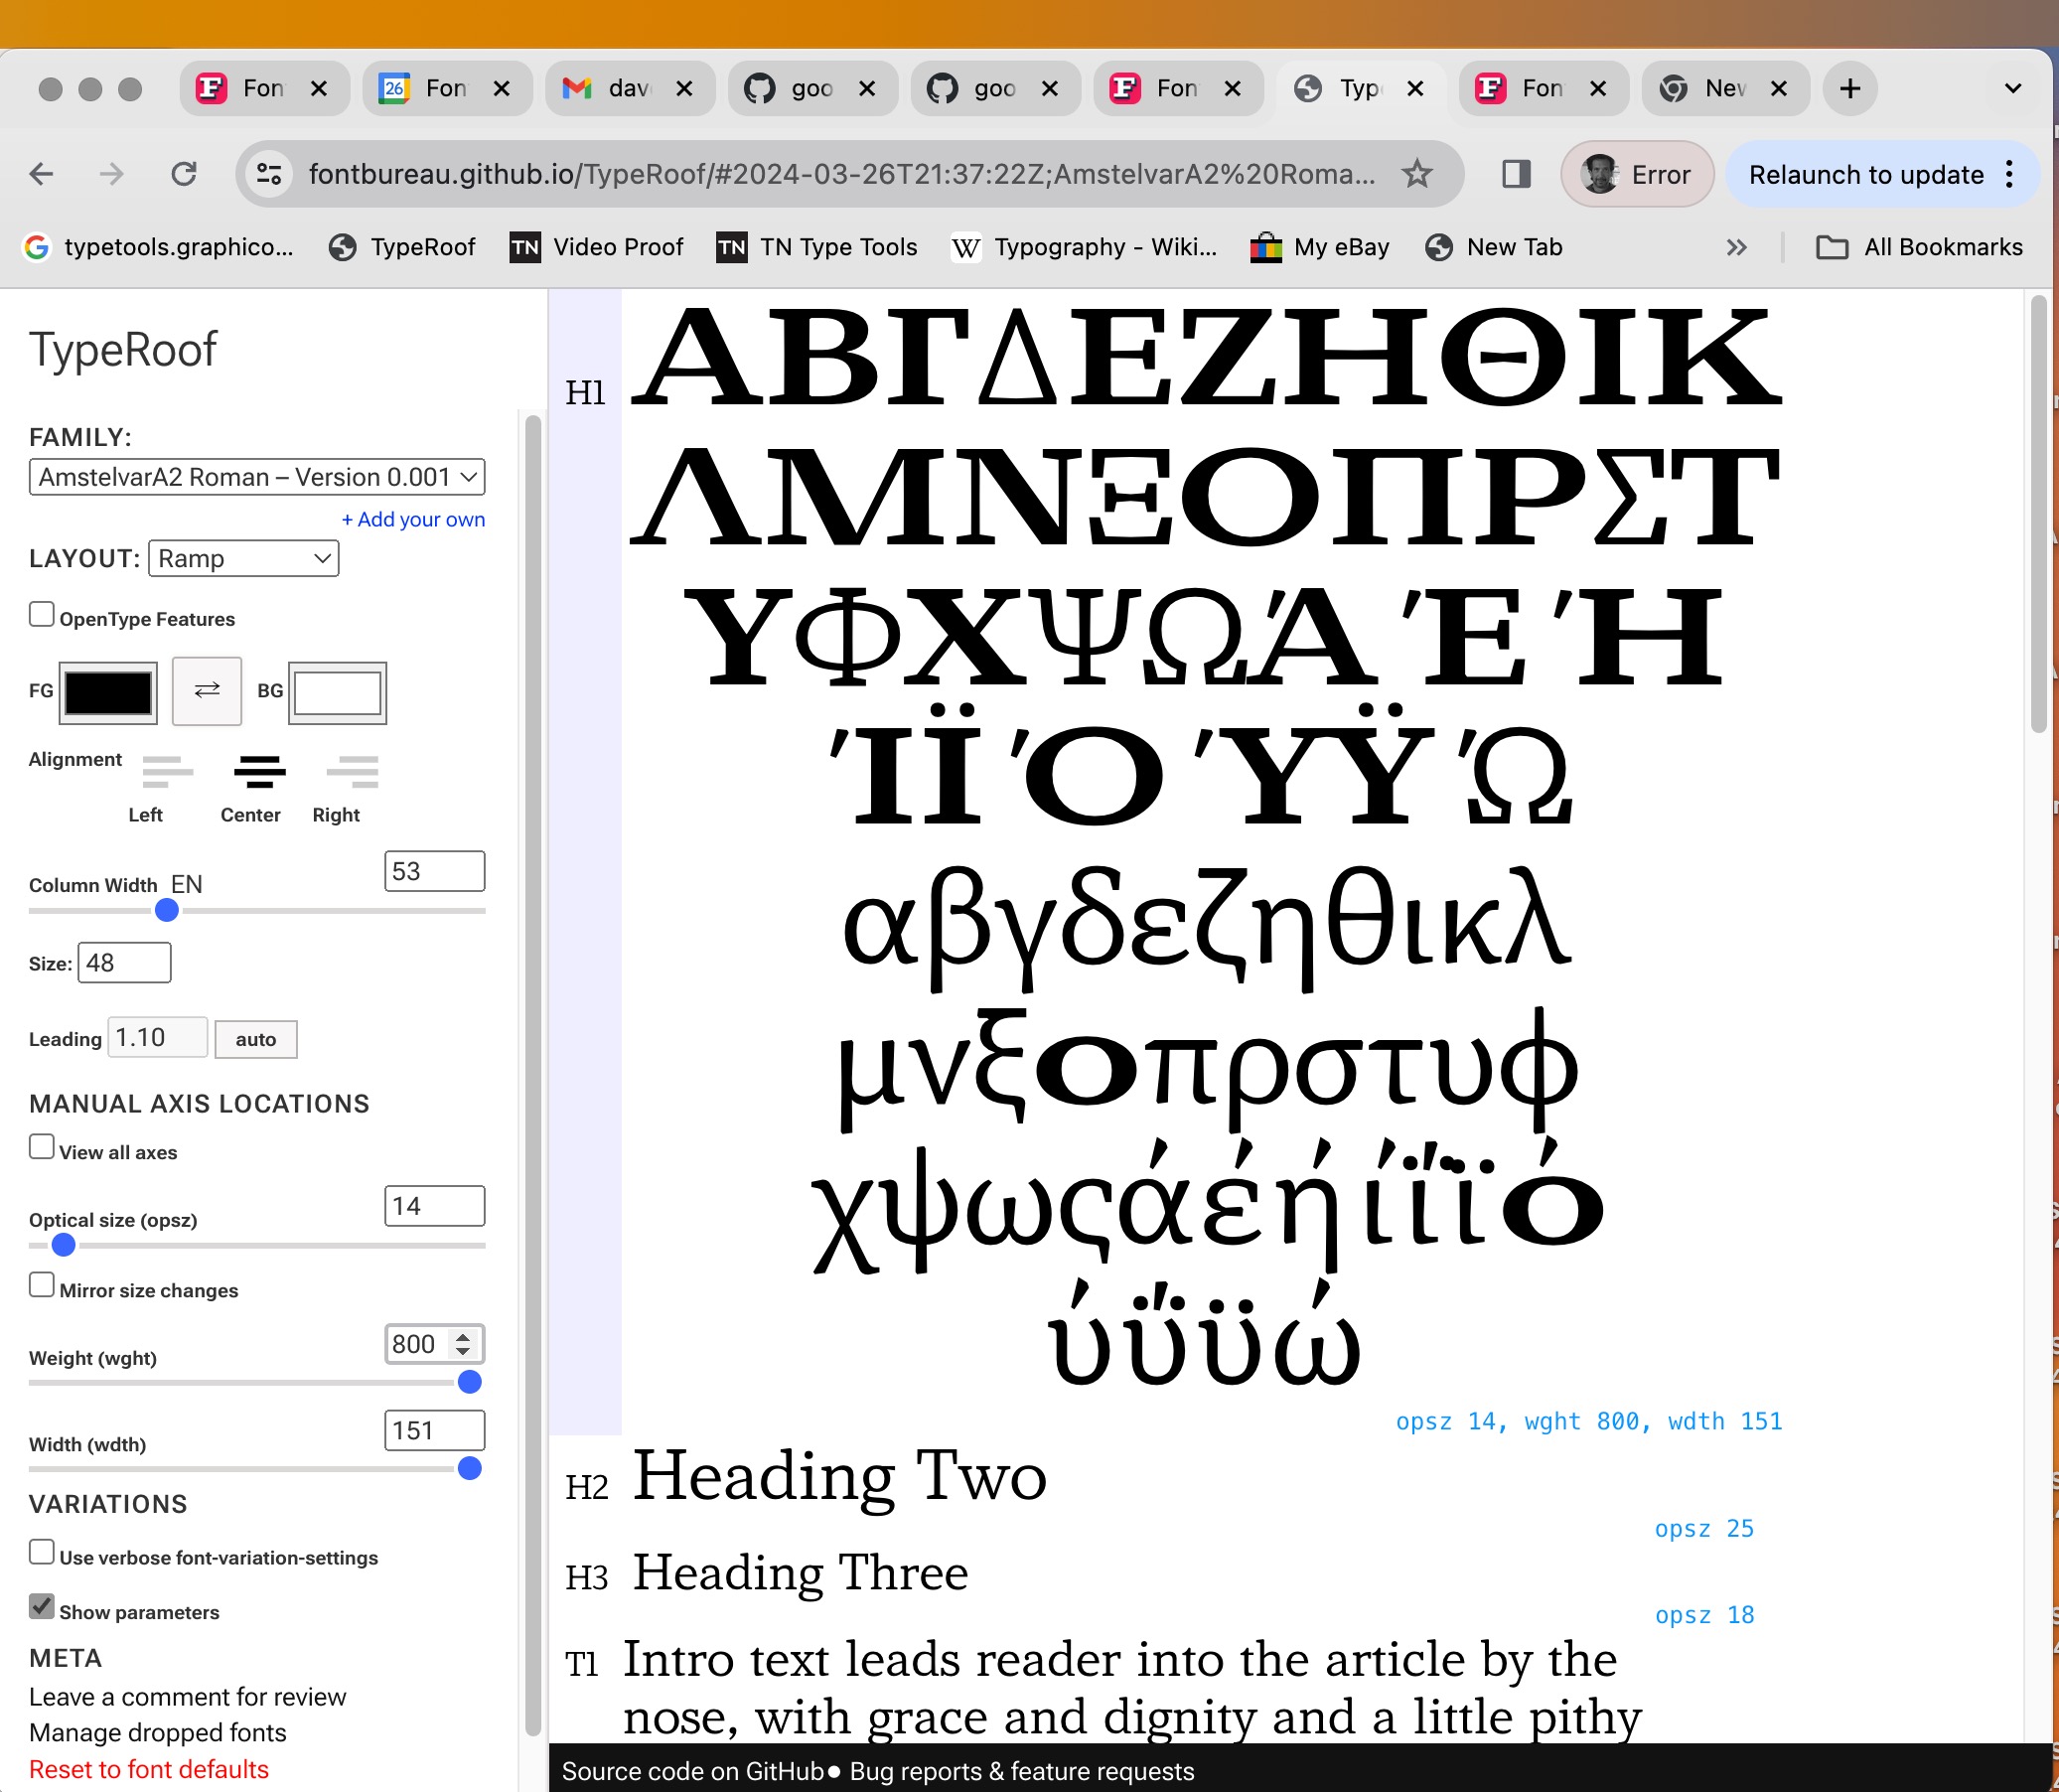 Fon
Fon
dav
goo
goo
Fon
Typ
Fon
New
fontbureau.github.io/TypeRoof/#2024-03-26T21:37:22Z;AmstelvarA2%20Roma...
Error
Relaunch to update
typetools.graphico...
TypeRoof
TN Video Proof
TN TN Type Tools
W Typography - Wiki...
My eBay
New Tab
All Bookmarks
TypeRoof
FAMILY:
AmstelvarA2 Roman – Version 0.001
+ Add your own
LAYOUT: Ramp
OpenType Features
FG ⇄ BG
Alignment
Left Center Right
Column Width EN 53
Size: 48
Leading 1.10 auto
MANUAL AXIS LOCATIONS
View all axes
Optical size (opsz) 14
Mirror size changes
Weight (wght) 800
Width (wdth) 151
VARIATIONS
Use verbose font-variation-settings
Show parameters
META
Leave a comment for review
Manage dropped fonts
Reset to font defaults
H1 ΑΒΓΔΕΖΗΘΙΚ
ΛΜΝΞΟΠΡΣΤ
ΥΦΧΨΩΆΈΉ
ΊΪΌΎΫΏ
αβγδεζηθικλ
μνξοπρστυφ
χψωςάέήίΐϊό
ύΰϋώ
opsz 14, wght 800, wdth 151
H2 Heading Two
opsz 25
H3 Heading Three
opsz 18
T1 Intro text leads reader into the article by the
nose, with grace and dignity and a little pithy
Source code on GitHub● Bug reports & feature requests